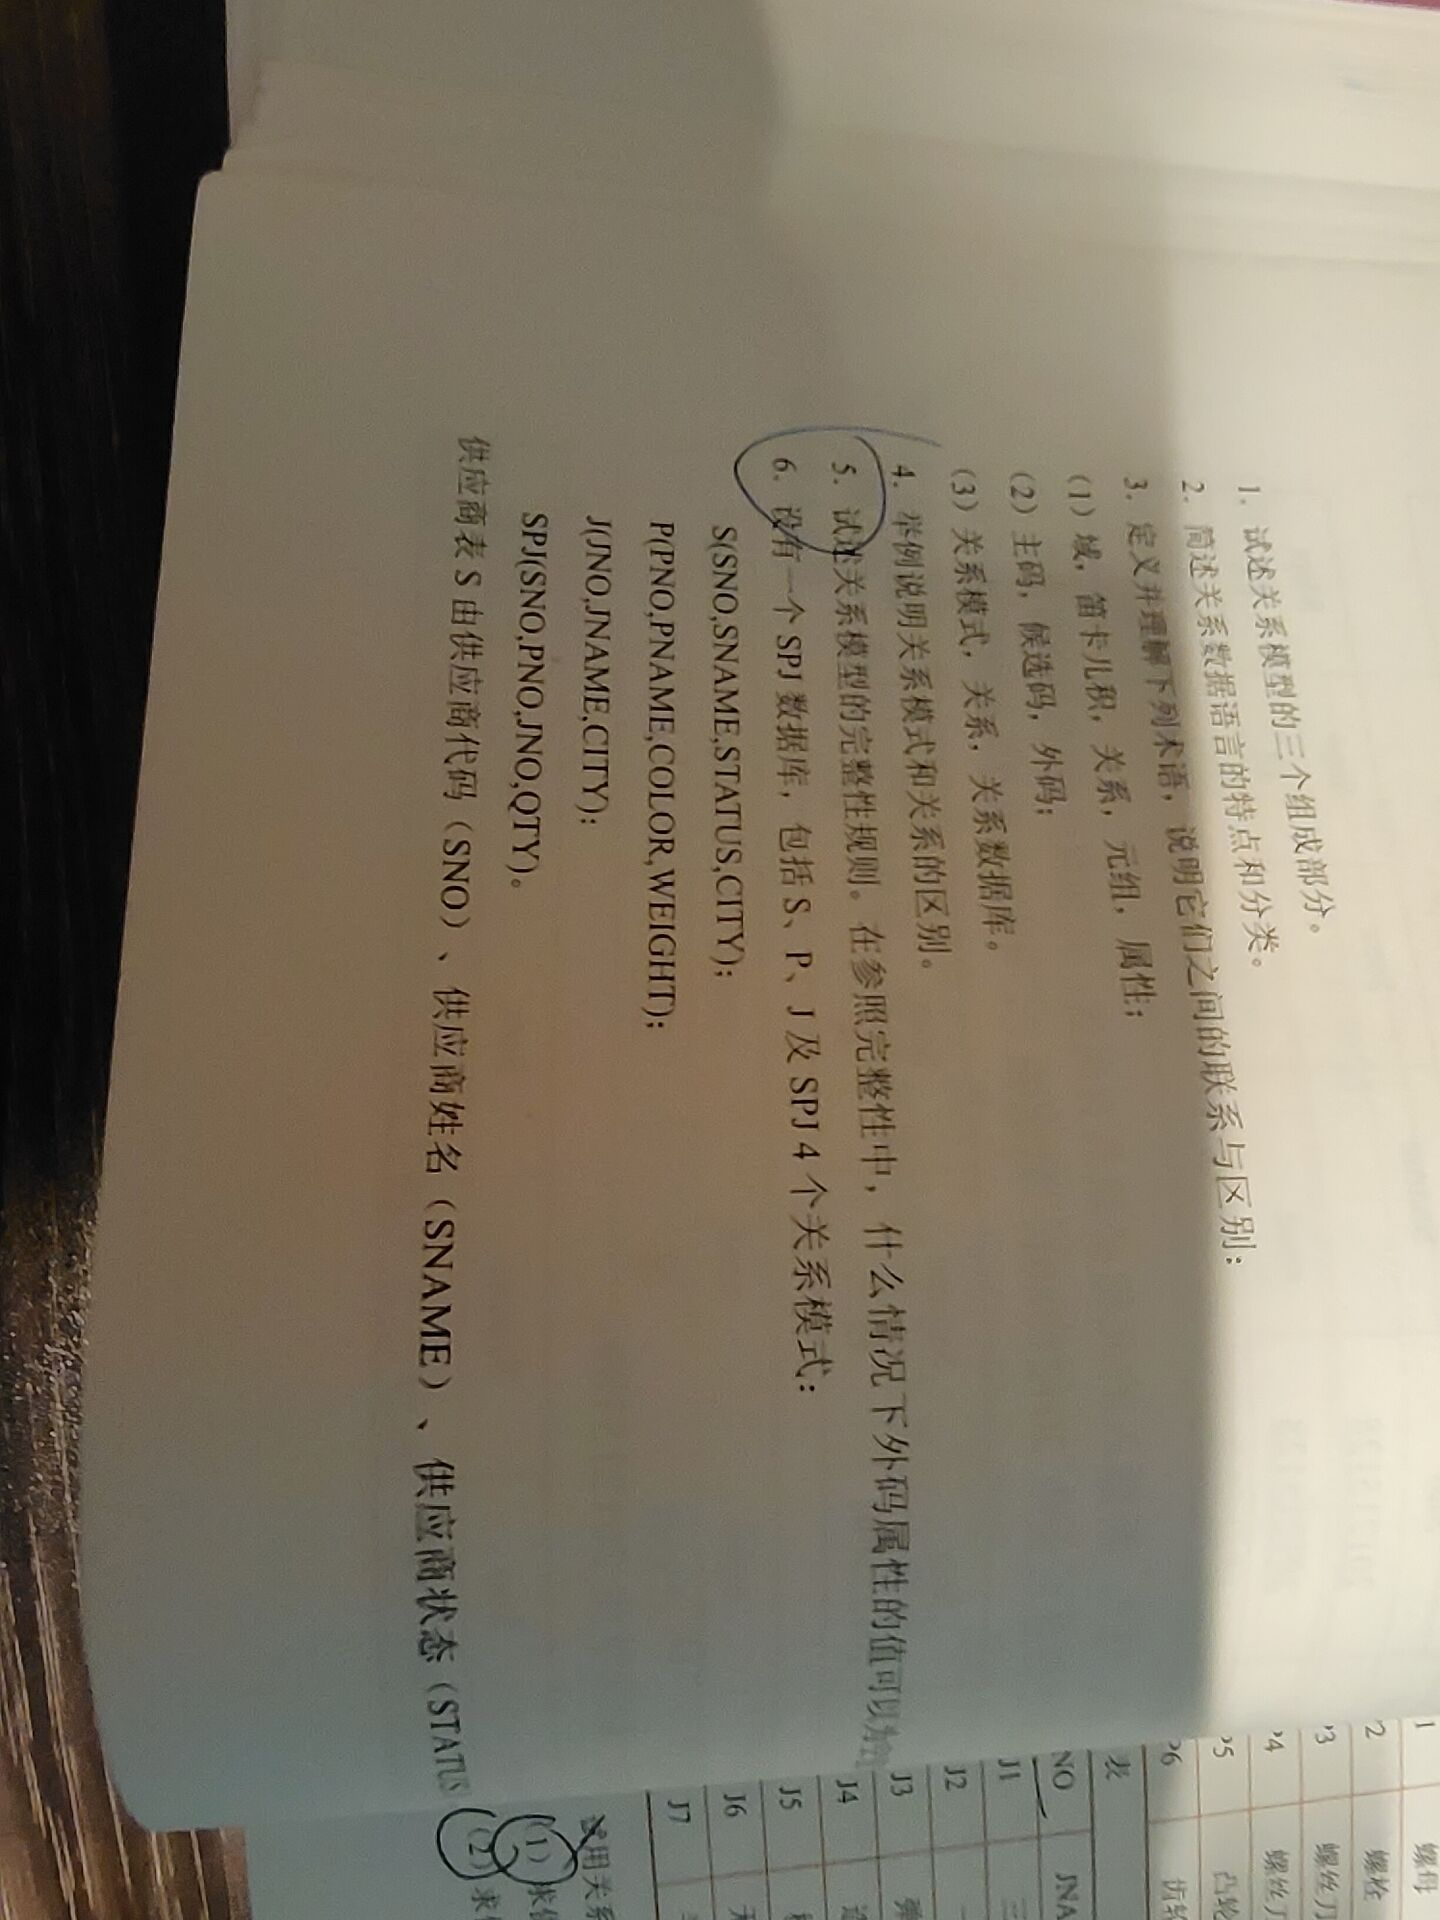 1. 试述关系模型的三个组成部分。
2. 简述关系数据语言的特点和分类。
3. 定义并理解下列术语，说明它们之间的联系与区别：
（1）域，笛卡儿积，关系，元组，属性；
（2）主码，候选码，外码；
（3）关系模式，关系，关系数据库。
4. 举例说明关系模式和关系的区别。
5. 试述关系模型的完整性规则。在参照完整性中，什么情况下外码属性的值可以为
6. 设有一个 SPJ 数据库，包括 S、P、J 及 SPJ 4 个关系模式：
S(SNO,SNAME,STATUS,CITY);
P(PNO,PNAME,COLOR,WEIGHT);
J(JNO,JNAME,CITY);
SPJ(SNO,PNO,JNO,QTY)。
供应商表 S 由供应商代码（SNO）、供应商姓名（SNAME）、供应商状态（STATUS
1 螺母
2 螺栓
3 螺丝刀
4 螺丝刀
5 凸轮
6 齿轮
表
NO JNA
J1 三
J2 一
J3 弹
J4 造
J5 机
J6 无
J7
试用关系
（1）求供
（2）求供